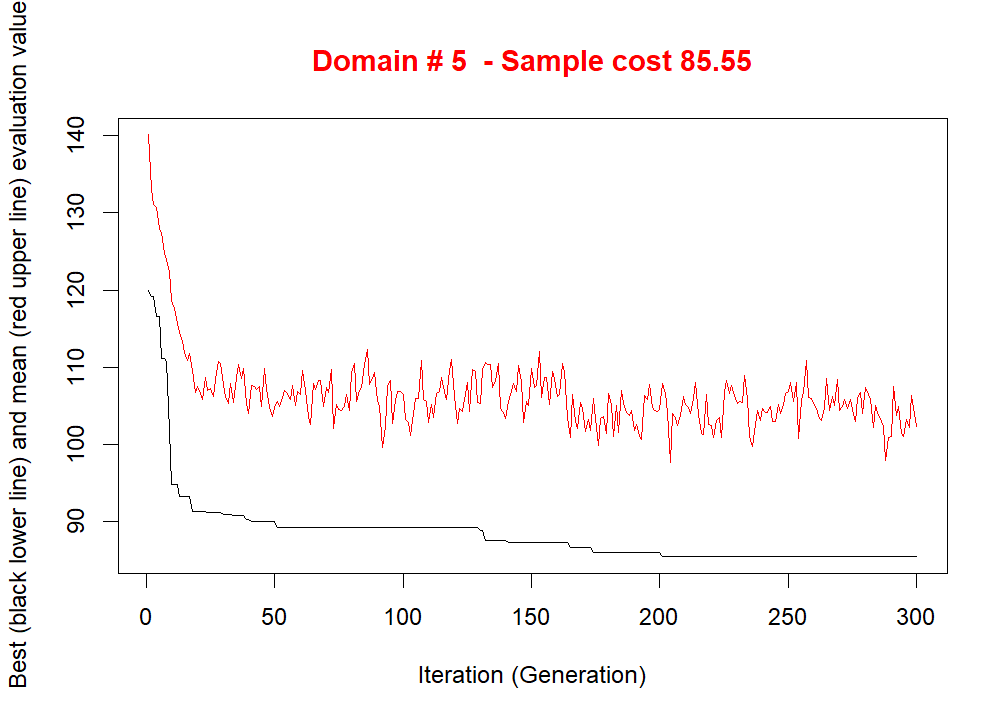 Domain # 5  - Sample cost 85.55
Best (black lower line) and mean (red upper line) evaluation value
140
130
120
110
100
90
0 50 100 150 200 250 300
Iteration (Generation)